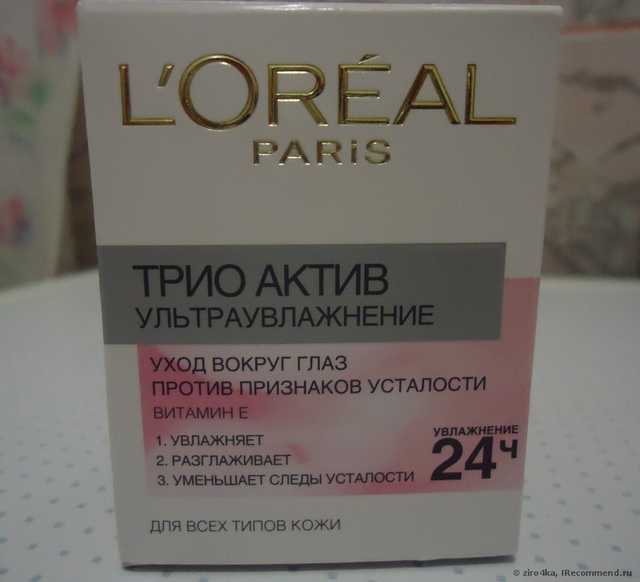 L'ORÉAL
PARiS
ТРИО АКТИВ
УЛЬТРАУВЛАЖНЕНИЕ
УХОД ВОКРУГ ГЛАЗ
ПРОТИВ ПРИЗНАКОВ УСТАЛОСТИ
ВИТАМИН Е
1. УВЛАЖНЯЕТ
2. РАЗГЛАЖИВАЕТ
3. УМЕНЬШАЕТ СЛЕДЫ УСТАЛОСТИ
УВЛАЖНЕНИЕ
24Ч
ДЛЯ ВСЕХ ТИПОВ КОЖИ
© ziro4ka, IRecommend.ru